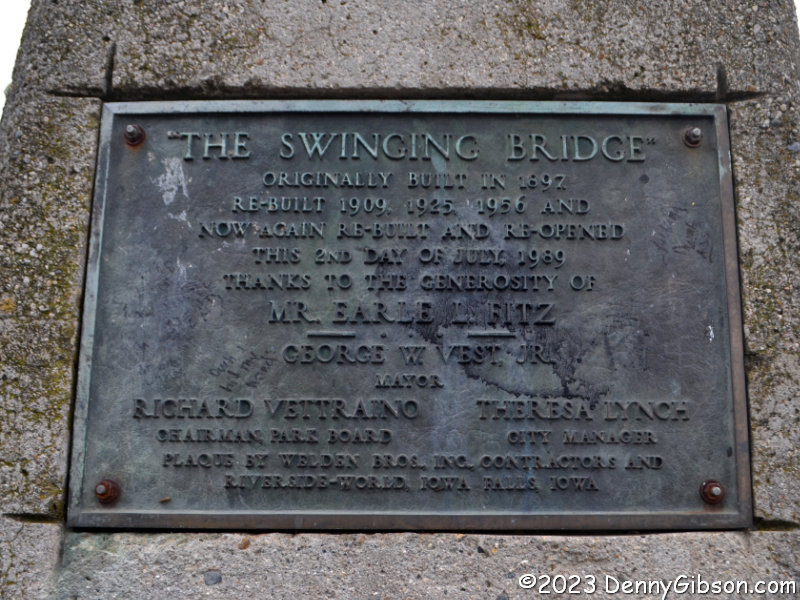 "THE SWINGING BRIDGE"
ORIGINALLY BUILT IN 1897,
RE-BUILT 1909, 1925, 1956 AND
NOW AGAIN RE-BUILT AND RE-OPENED
THIS 2ND DAY OF JULY, 1989
THANKS TO THE GENEROSITY OF
MR. EARLE L. FITZ
GEORGE W. VEST, JR.
MAYOR
RICHARD VETTRAINO THERESA LYNCH
CHAIRMAN, PARK BOARD CITY MANAGER
PLAQUE BY WELDEN BROS., INC., CONTRACTORS AND
RIVERSIDE-WORLD, IOWA FALLS, IOWA
©2023 DennyGibson.com